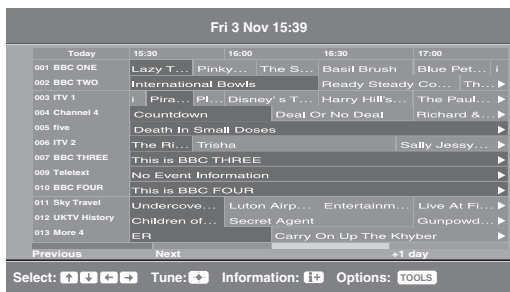 Fri 3 Nov 15:39
Today 15:30 16:00 16:30 17:00
001 BBC ONE Lazy T... Pinky... The S... Basil Brush Blue Pet... i
002 BBC TWO International Bowls Ready Steady Co... Th...
003 ITV 1 i Pira... Pl... Disney's T... Harry Hill's... The Paul...
004 Channel 4 Countdown Deal Or No Deal Richard &...
005 five Death In Small Doses
006 ITV 2 The Ri... Trisha Sally Jessy...
007 BBC THREE This is BBC THREE
009 Teletext No Event Information
010 BBC FOUR This is BBC FOUR
011 Sky Travel Undercove... Luton Airp... Entertainm... Live At Fi...
012 UKTV History Children of... Secret Agent Gunpowd...
013 More 4 ER Carry On Up The Khyber
Previous Next +1 day
Select: Tune: Information: i+ Options: TOOLS